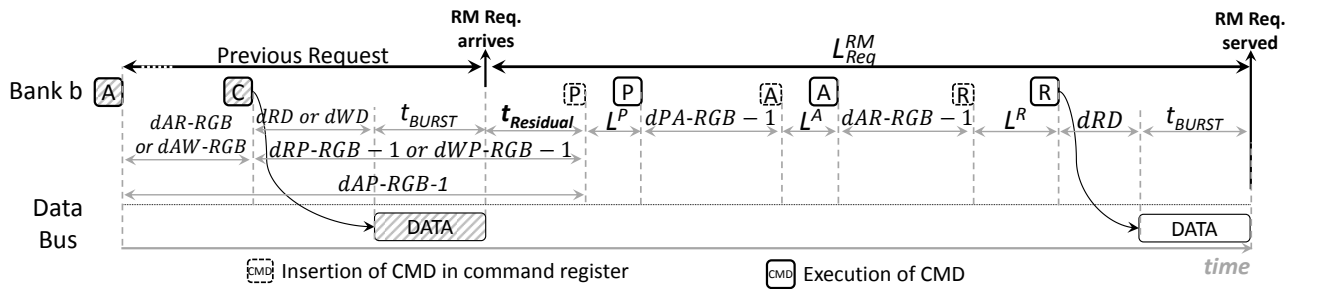 RM Req.
arrives
RM Req.
served
Previous Request
L^{RM}_{Req}
Bank b
A
C
P
P
A
A
R
R
dRD or dWD
t_{BURST}
t_{Residual}
L^P
dPA-RGB − 1
L^A
dAR-RGB − 1
L^R
dRD
t_{BURST}
dAR-RGB
or dAW-RGB
dRP-RGB − 1 or dWP-RGB − 1
dAP-RGB-1
Data
Bus
DATA
DATA
time
CMD Insertion of CMD in command register
CMD Execution of CMD